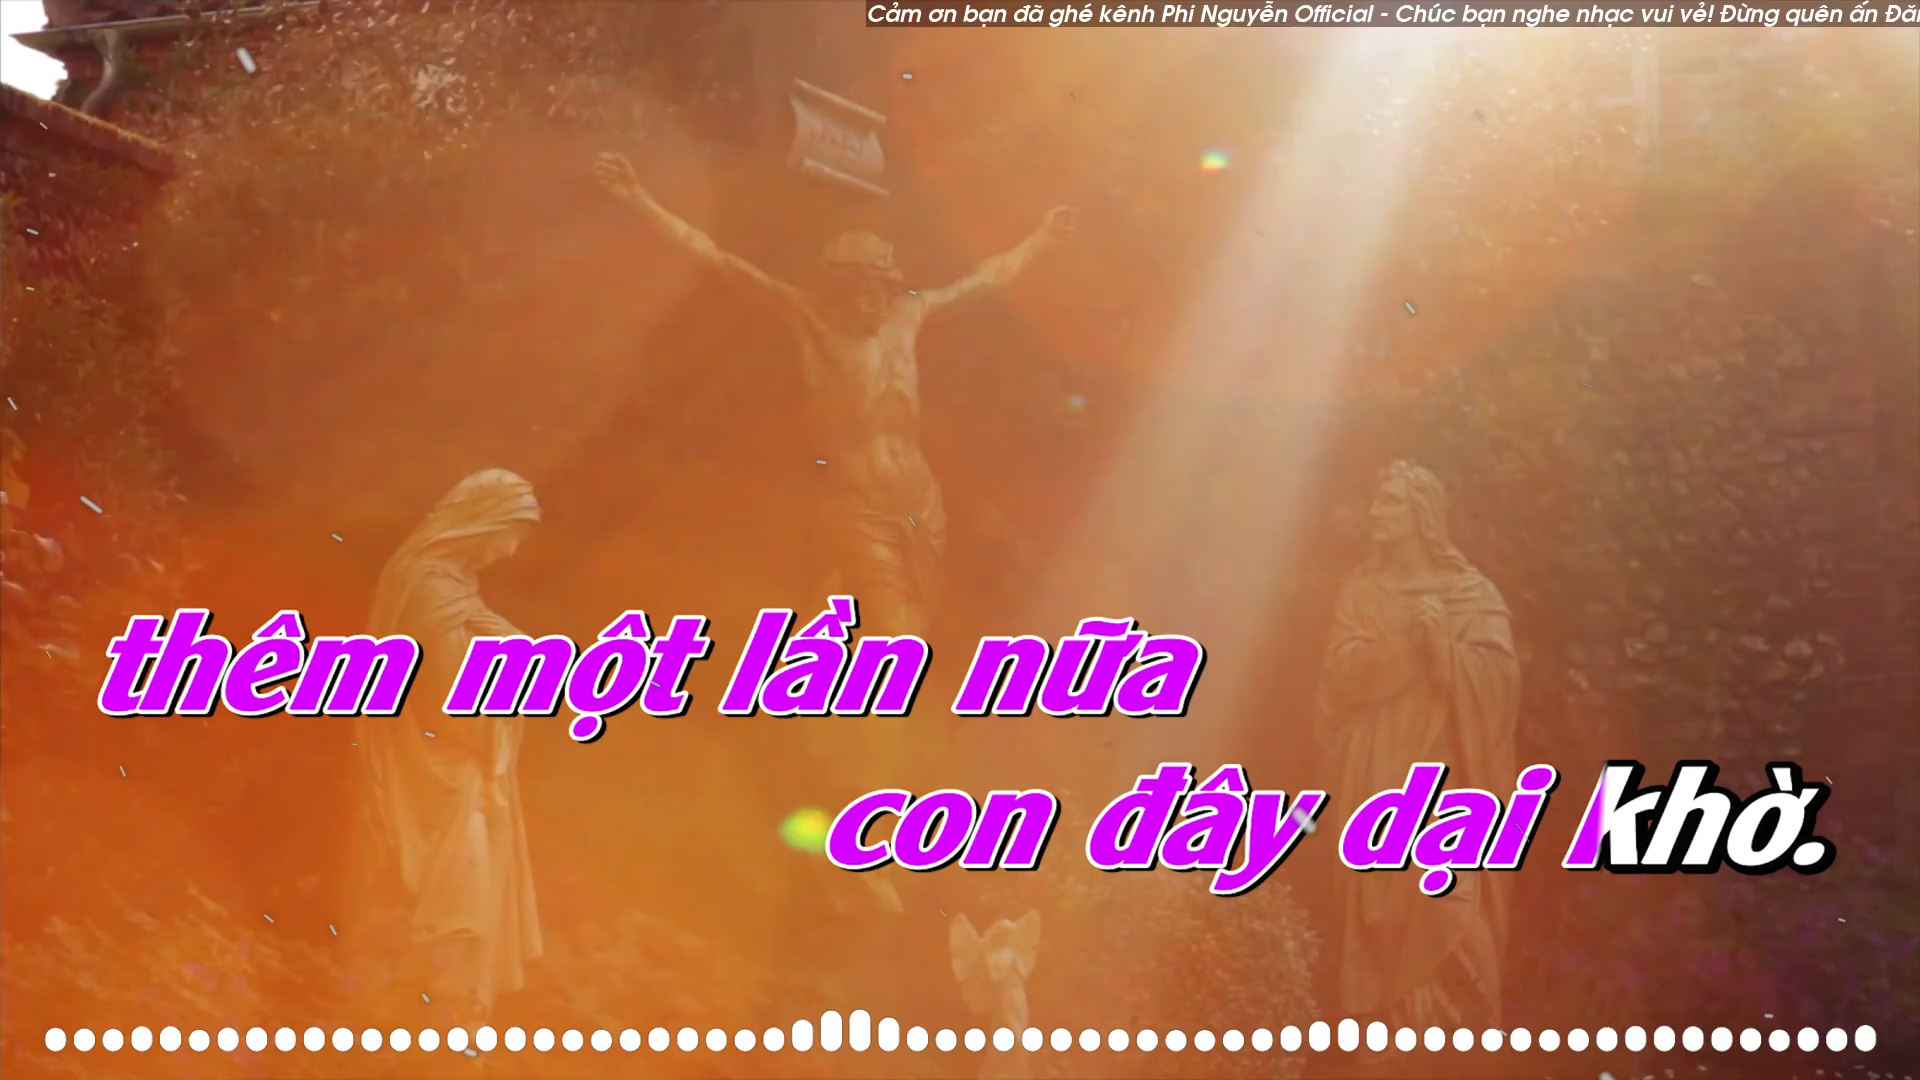 Cảm ơn bạn đã ghé kênh Phi Nguyễn Official - Chúc bạn nghe nhạc vui vẻ! Đừng quên ấn
thêm một lần nữa
con đây dại khờ.